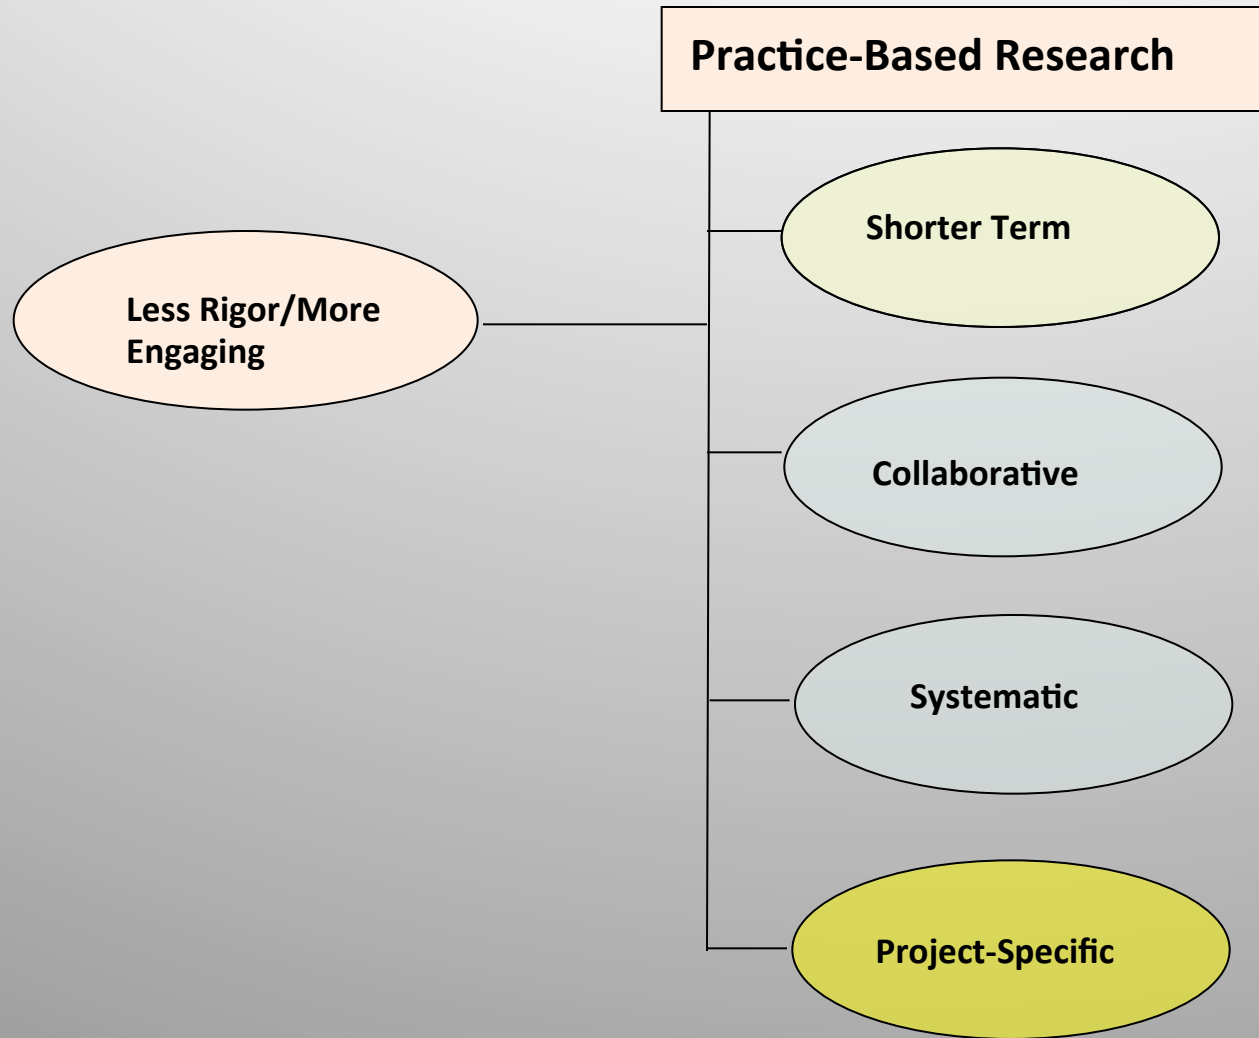 Practice-Based Research
Shorter Term
Less Rigor/More
Engaging
Collaborative
Systematic
Project-Specific